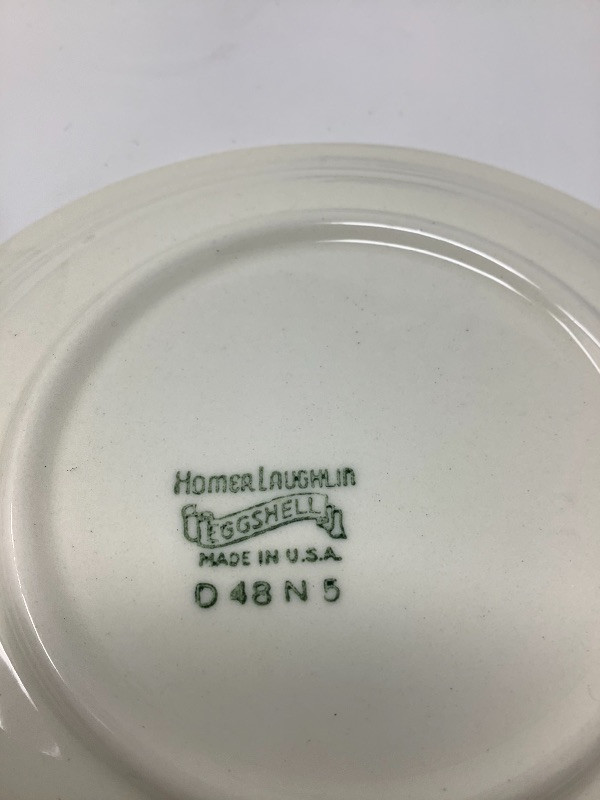 Homer Laughlin
EGGSHELL
MADE IN U.S.A.
D 48 N 5